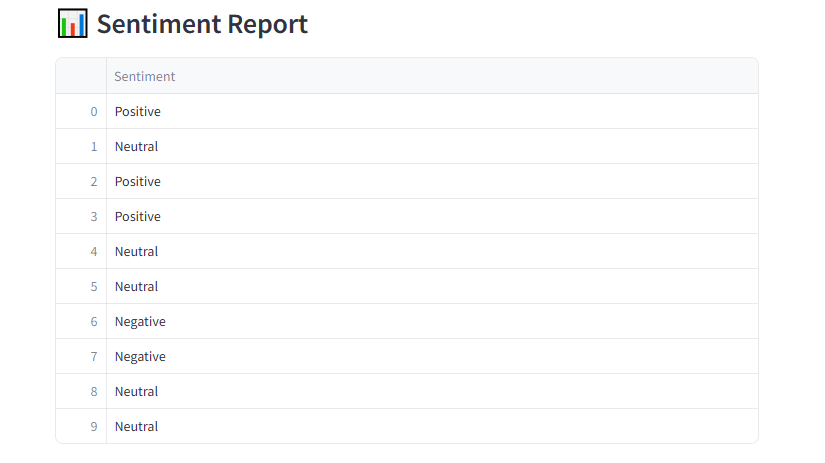 📊 Sentiment Report
Sentiment
0 Positive
1 Neutral
2 Positive
3 Positive
4 Neutral
5 Neutral
6 Negative
7 Negative
8 Neutral
9 Neutral